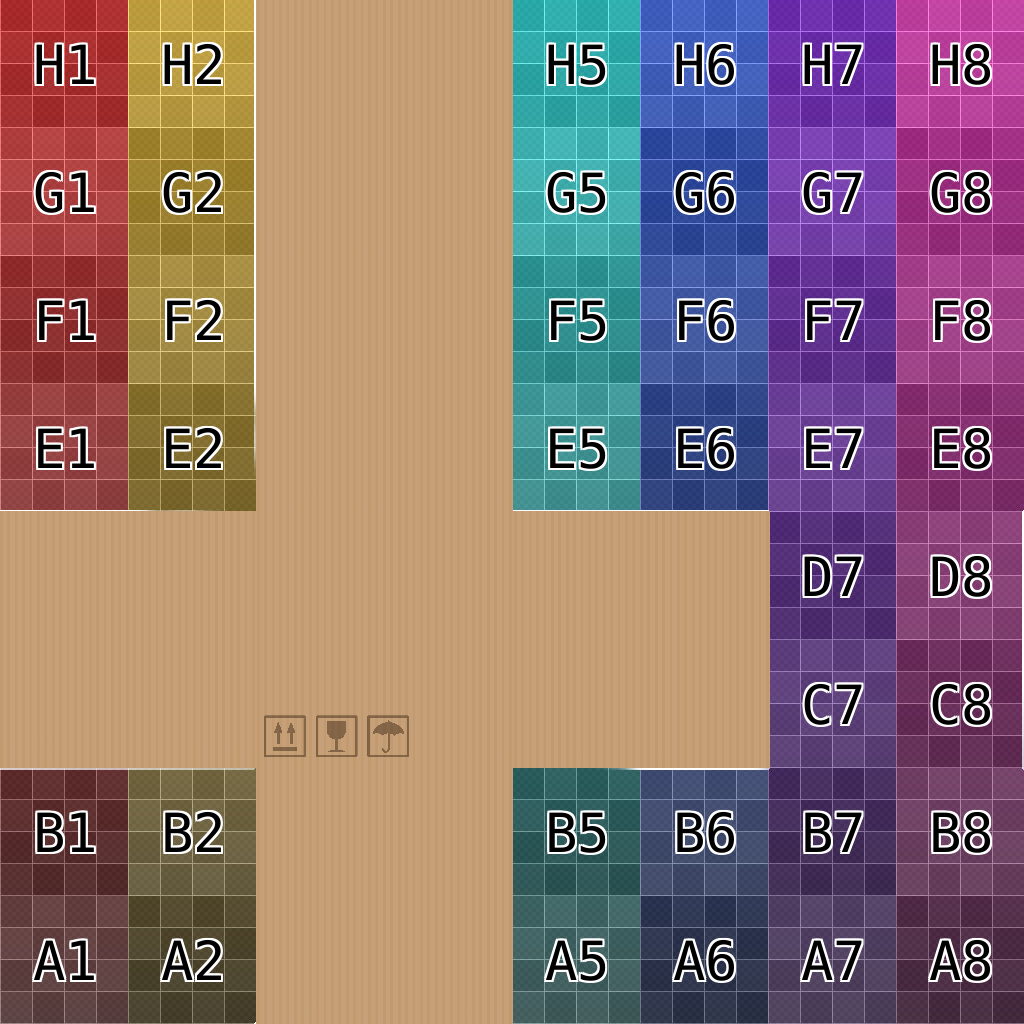 H1 H2 H5 H6 H7 H8
G1 G2 G5 G6 G7 G8
F1 F2 F5 F6 F7 F8
E1 E2 E5 E6 E7 E8
D7 D8
C7 C8
B1 B2 B5 B6 B7 B8
A1 A2 A5 A6 A7 A8